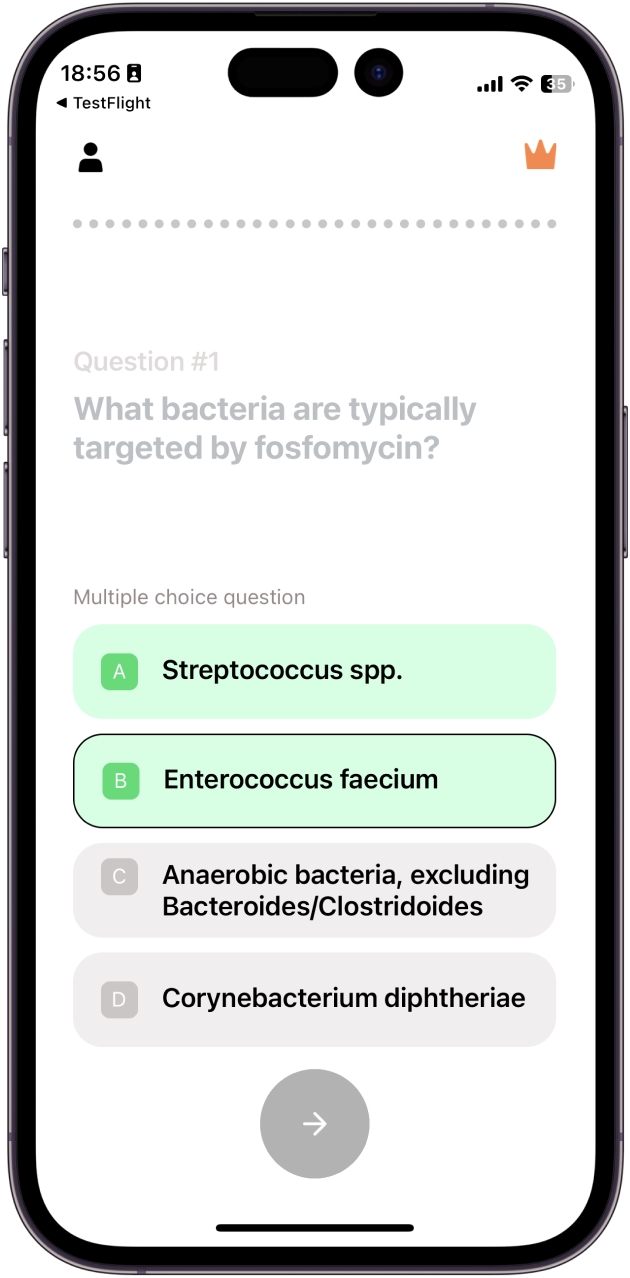 18:56
35
◀ TestFlight
Question #1
What bacteria are typically
targeted by fosfomycin?
Multiple choice question
A Streptococcus spp.
B Enterococcus faecium
C Anaerobic bacteria, excluding
Bacteroides/Clostridoides
D Corynebacterium diphtheriae